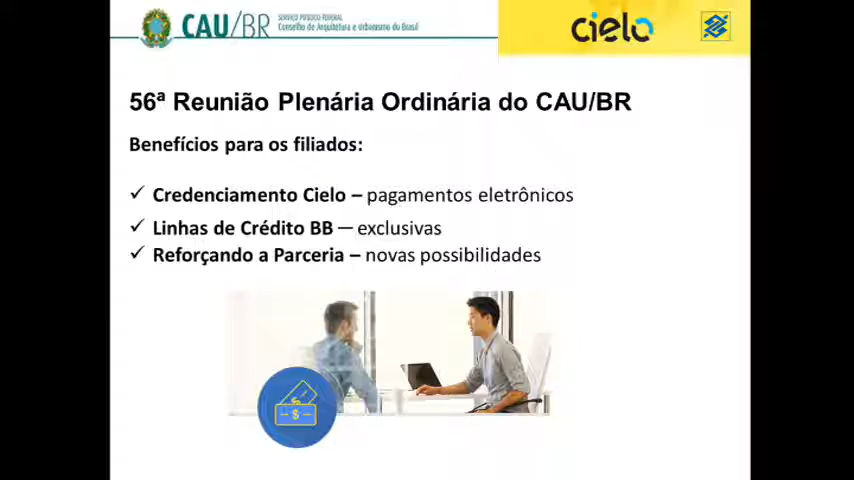 CAU/BR
SERVIÇO PÚBLICO FEDERAL
Conselho de Arquitetura e Urbanismo do Brasil
cielo
56ª Reunião Plenária Ordinária do CAU/BR
Benefícios para os filiados:
✓ Credenciamento Cielo – pagamentos eletrônicos
✓ Linhas de Crédito BB — exclusivas
✓ Reforçando a Parceria – novas possibilidades
$